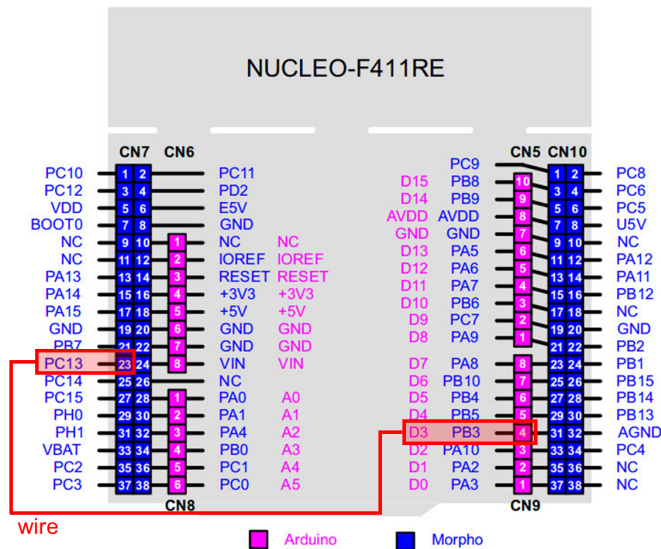 NUCLEO-F411RE
CN7 CN6 CN5 CN10
PC9
PC10 1 2 PC11 D15 PB8 10 1 2 PC8
PC12 3 4 PD2 D14 PB9 9 3 4 PC6
VDD 5 6 E5V AVDD AVDD 8 5 6 PC5
BOOT0 7 8 GND GND GND 7 7 8 U5V
NC 9 10 1 NC NC D13 PA5 6 9 10 NC
NC 11 12 2 IOREF IOREF D12 PA6 5 11 12 PA12
PA13 13 14 3 RESET RESET D11 PA7 4 13 14 PA11
PA14 15 16 4 +3V3 +3V3 D10 PB6 3 15 16 PB12
PA15 17 18 5 +5V +5V D9 PC7 2 17 18 NC
GND 19 20 6 GND GND D8 PA9 1 19 20 GND
PB7 21 22 7 GND GND 21 22 PB2
PC13 23 24 8 VIN VIN D7 PA8 8 23 24 PB1
PC14 25 26 NC D6 PB10 7 25 26 PB15
PC15 27 28 1 PA0 A0 D5 PB4 6 27 28 PB14
PH0 29 30 2 PA1 A1 D4 PB5 5 29 30 PB13
PH1 31 32 3 PA4 A2 D3 PB3 4 31 32 AGND
VBAT 33 34 4 PB0 A3 D2 PA10 3 33 34 PC4
PC2 35 36 5 PC1 A4 D1 PA2 2 35 36 NC
PC3 37 38 6 PC0 A5 D0 PA3 1 37 38 NC
CN8 CN9
wire
Arduino Morpho